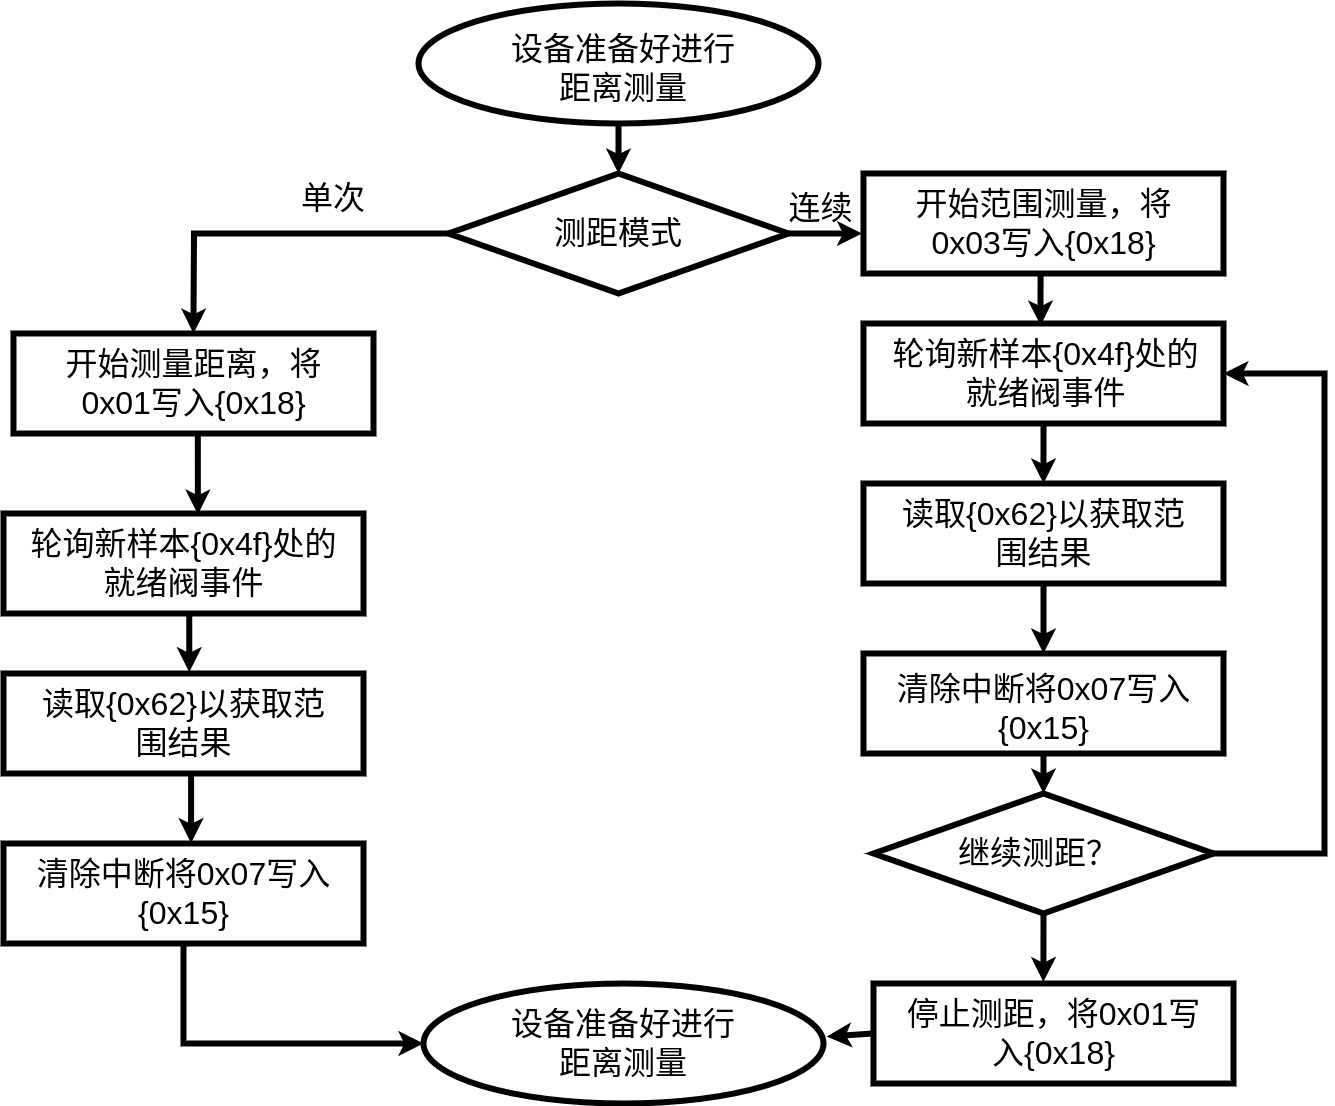 设备准备好进行
距离测量
单次
测距模式
连续
开始范围测量，将
0x03写入{0x18}
开始测量距离，将
0x01写入{0x18}
轮询新样本{0x4f}处的
就绪阀事件
读取{0x62}以获取范
围结果
清除中断将0x07写入
{0x15}
轮询新样本{0x4f}处的
就绪阀事件
读取{0x62}以获取范
围结果
清除中断将0x07写入
{0x15}
继续测距？
停止测距，将0x01写
入{0x18}
设备准备好进行
距离测量